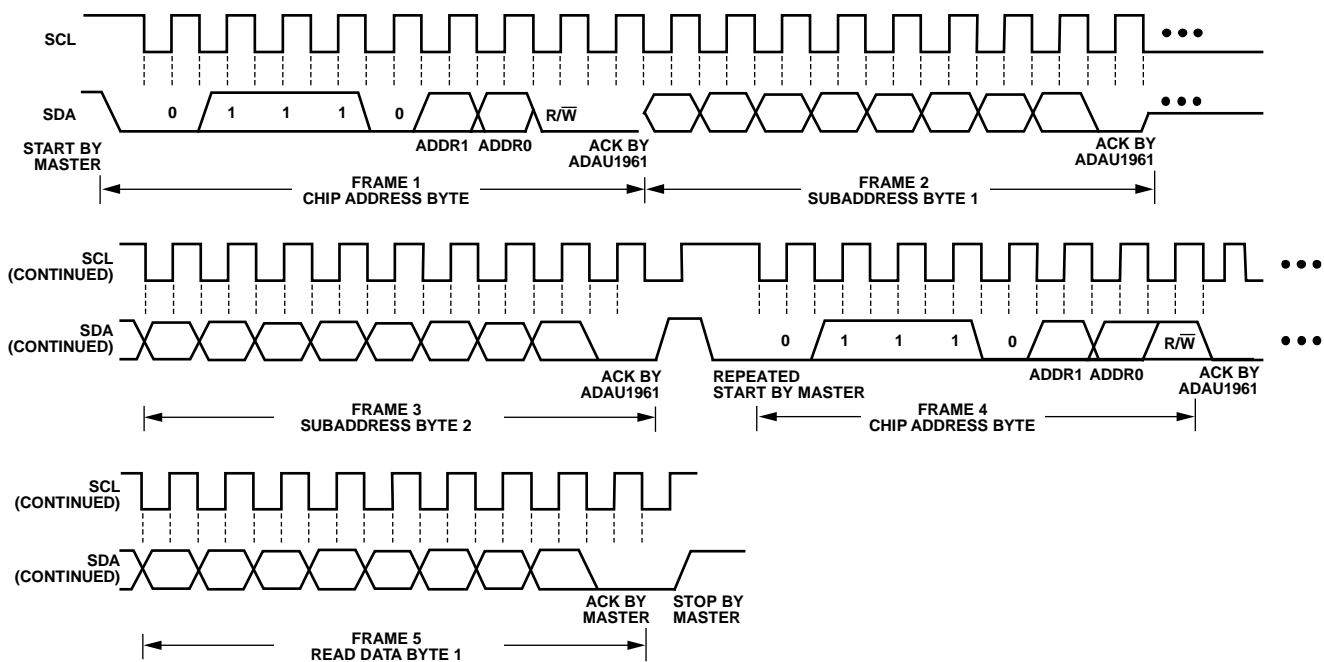 SCL
SDA
0 1 1 1 0 R/W̅
START BY
MASTER
ADDR1 ADDR0
ACK BY
ADAU1961
ACK BY
ADAU1961
FRAME 1
CHIP ADDRESS BYTE
FRAME 2
SUBADDRESS BYTE 1
SCL
(CONTINUED)
SDA
(CONTINUED)
0 1 1 1 0 R/W̅
ACK BY
ADAU1961
REPEATED
START BY MASTER
ADDR1 ADDR0
ACK BY
ADAU1961
FRAME 3
SUBADDRESS BYTE 2
FRAME 4
CHIP ADDRESS BYTE
SCL
(CONTINUED)
SDA
(CONTINUED)
ACK BY
MASTER
STOP BY
MASTER
FRAME 5
READ DATA BYTE 1